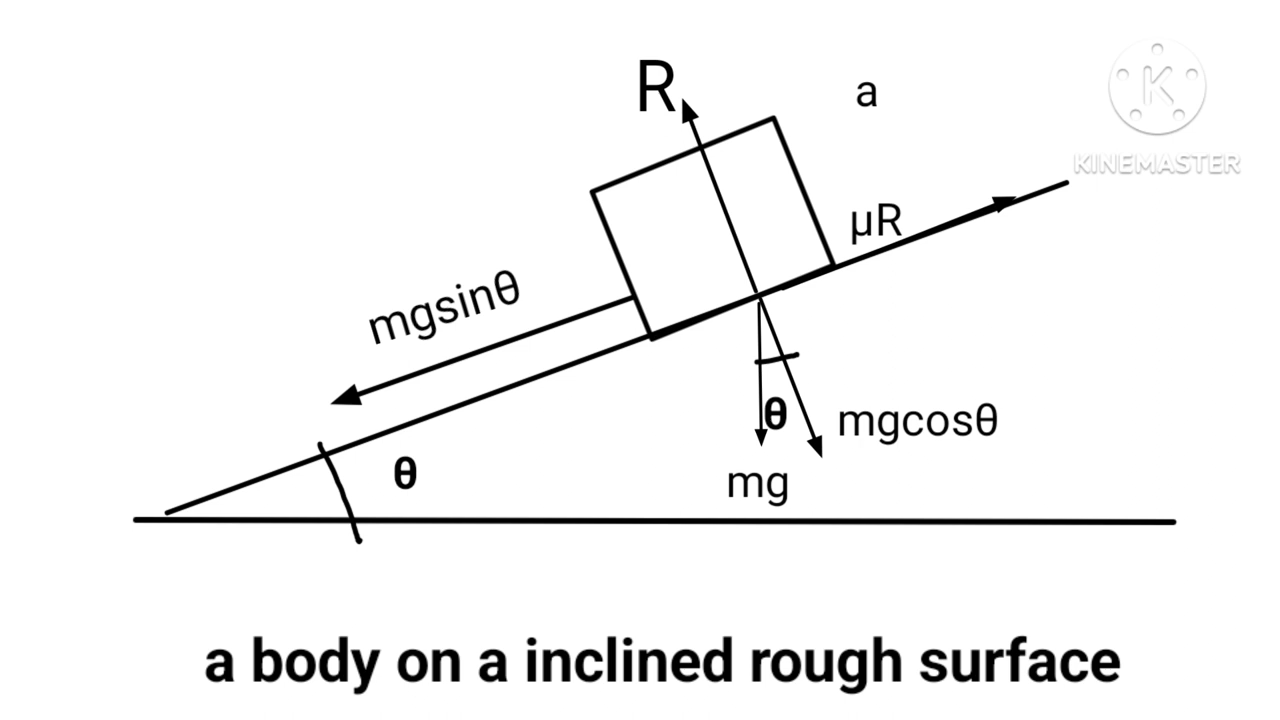 R
a
KINEMASTER
μR
mgsinθ
θ
mgcosθ
θ
mg
a body on a inclined rough surface